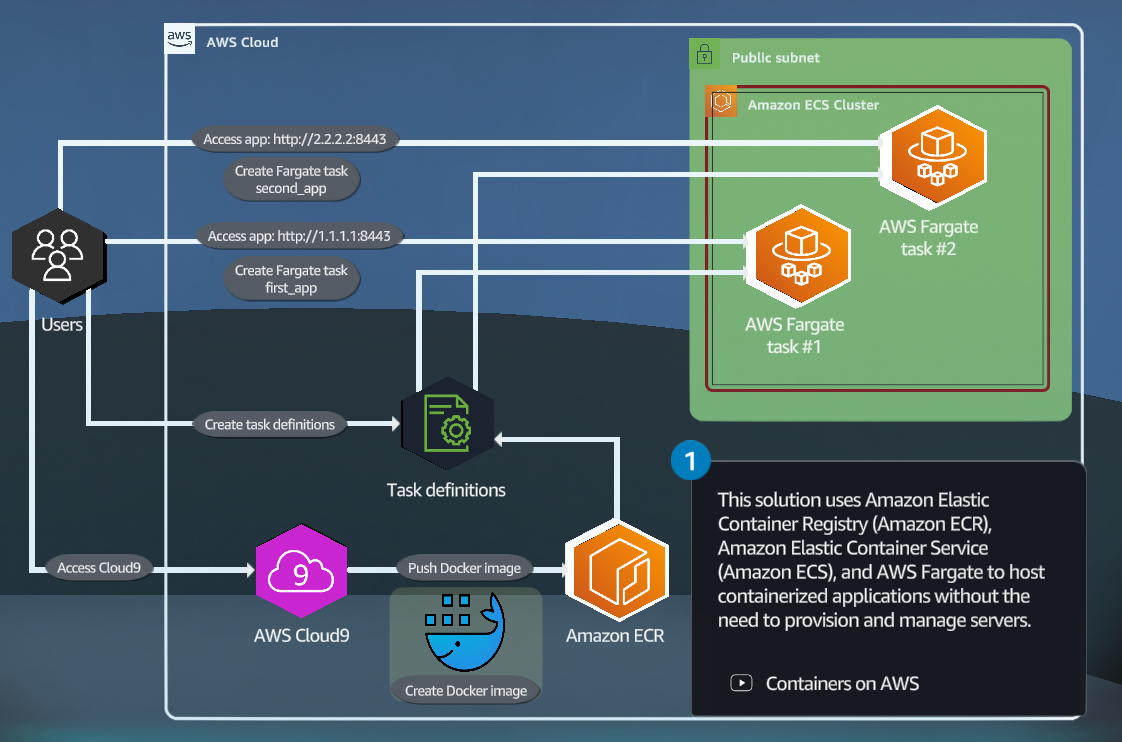 aws
AWS Cloud
Public subnet
Amazon ECS Cluster
Access app: http://2.2.2.2:8443
Create Fargate task
second_app
AWS Fargate
task #2
Access app: http://1.1.1.1:8443
Create Fargate task
first_app
AWS Fargate
task #1
Users
Create task definitions
Task definitions
Access Cloud9
9
AWS Cloud9
Push Docker image
Create Docker image
Amazon ECR
1
This solution uses Amazon Elastic
Container Registry (Amazon ECR),
Amazon Elastic Container Service
(Amazon ECS), and AWS Fargate to host
containerized applications without the
need to provision and manage servers.
Containers on AWS